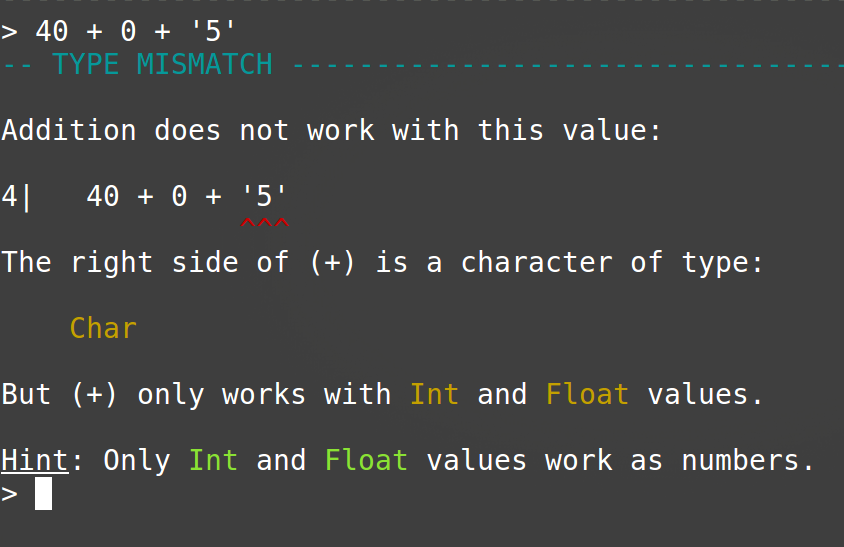 > 40 + 0 + '5'
-- TYPE MISMATCH ---------------------------------
Addition does not work with this value:
4|   40 + 0 + '5'
              ^^^
The right side of (+) is a character of type:
    Char
But (+) only works with Int and Float values.
Hint: Only Int and Float values work as numbers.
>